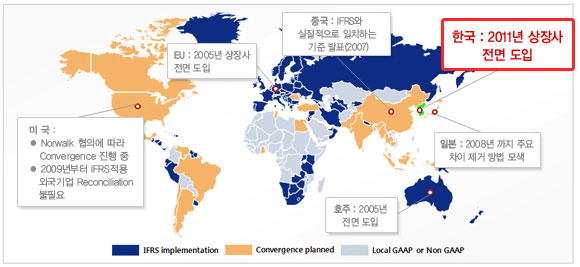 중국 : IFRS와
실질적으로 일치하는
기준 발표(2007)
한국 : 2011년 상장사
전면 도입
EU : 2005년 상장사
전면 도입
미 국 :
● Norwalk 협의에 따라
Convergence 진행 중
● 2009년부터 IFRS적용
외국기업 Reconciliation
불필요
일본 : 2008년 까지 주요
차이 제거 방법 모색
호주 : 2005년
전면 도입
IFRS implementation
Convergence planned
Local GAAP or Non GAAP